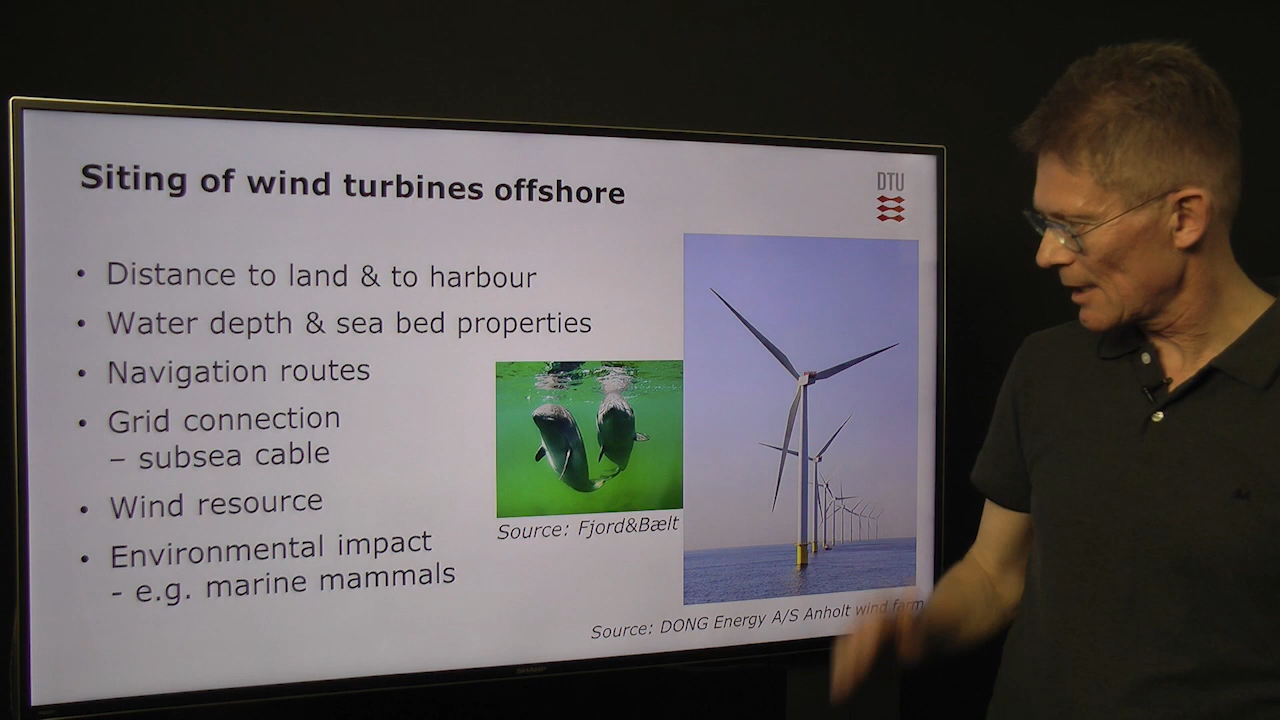 Siting of wind turbines offshore
DTU
• Distance to land & to harbour
• Water depth & sea bed properties
• Navigation routes
• Grid connection
– subsea cable
• Wind resource
• Environmental impact
- e.g. marine mammals
Source: Fjord&Bælt
Source: DONG Energy A/S Anholt wind farm
SHARP